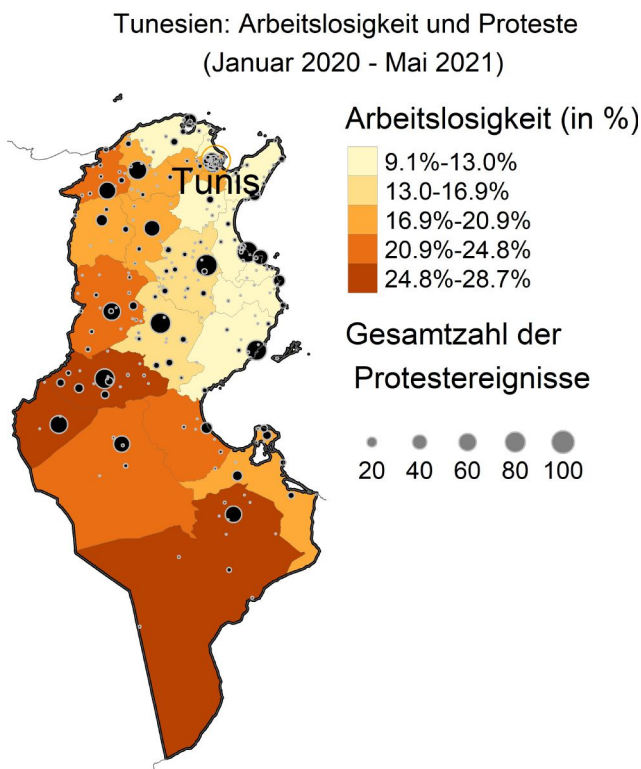 Tunesien: Arbeitslosigkeit und Proteste
(Januar 2020 - Mai 2021)
Arbeitslosigkeit (in %)
9.1%-13.0%
13.0-16.9%
16.9%-20.9%
20.9%-24.8%
24.8%-28.7%
Tunis
Gesamtzahl der
Protestereignisse
20 40 60 80 100